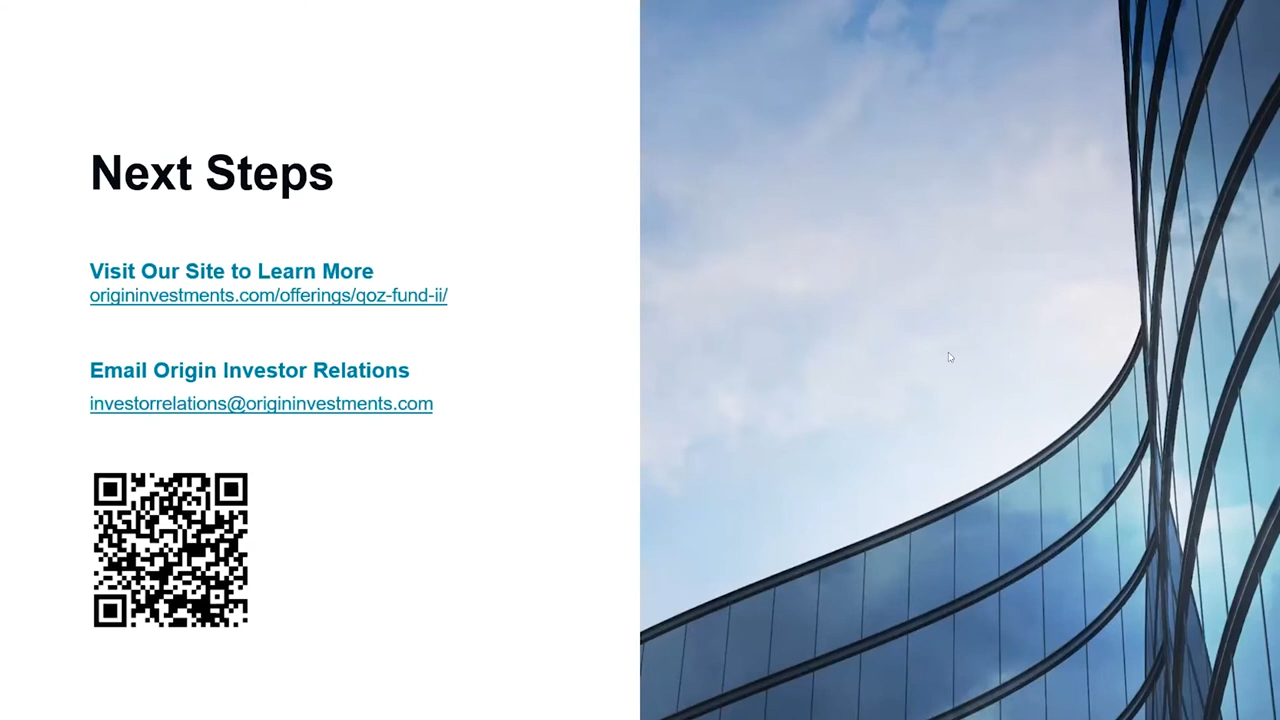 Next Steps
Visit Our Site to Learn More
origininvestments.com/offerings/qoz-fund-ii/
Email Origin Investor Relations
investorrelations@origininvestments.com